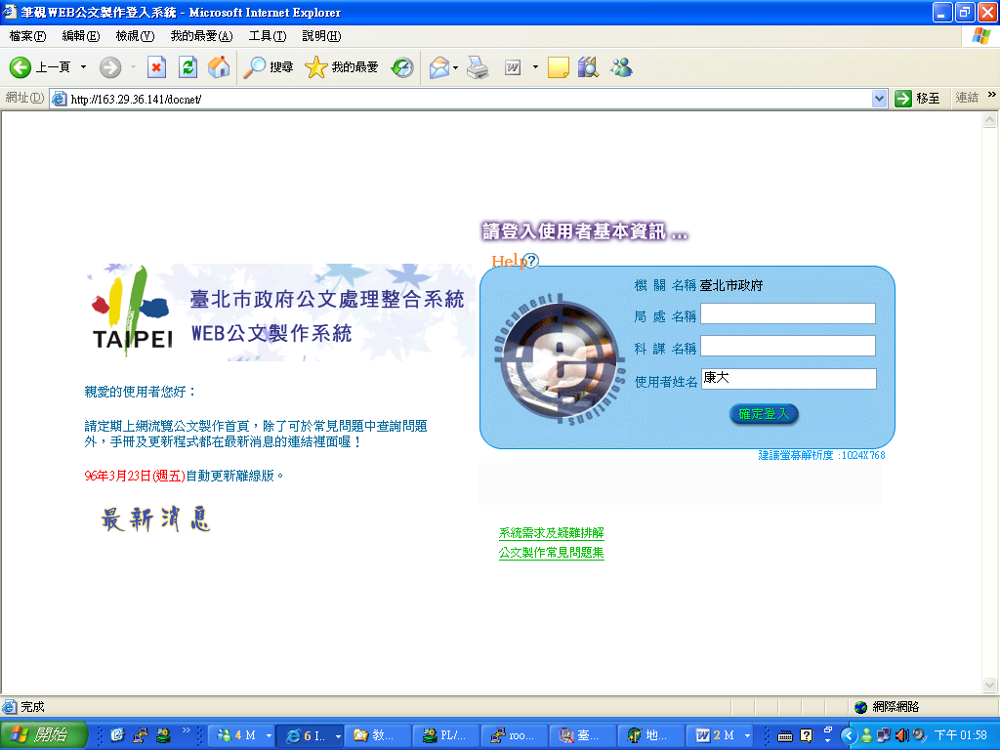 筆硯WEB公文製作登入系統 - Microsoft Internet Explorer
檔案(F) 編輯(E) 檢視(V) 我的最愛(A) 工具(T) 說明(H)
上一頁 搜尋 我的最愛
網址(D) http://163.29.36.141/docnet/ 移至 連結 »
請登入使用者基本資訊 ...
Help?
臺北市政府公文處理整合系統
WEB公文製作系統
TAIPEI
eDocument eSolutions
機 關 名稱 臺北市政府
局 處 名稱
科 課 名稱
使用者姓名 康大
確定登入
建議螢幕解析度 :1024X768
親愛的使用者您好：
請定期上網流覽公文製作首頁，除了可於常見問題中查詢問題
外，手冊及更新程式都在最新消息的連結裡面喔！
96年3月23日(週五)自動更新離線版。
最新消息
系統需求及疑難排解
公文製作常見問題集
完成 網際網路
開始 » 4 M 6 I... 教... PL/... roo... 臺... 地... 2 M 下午 01:58